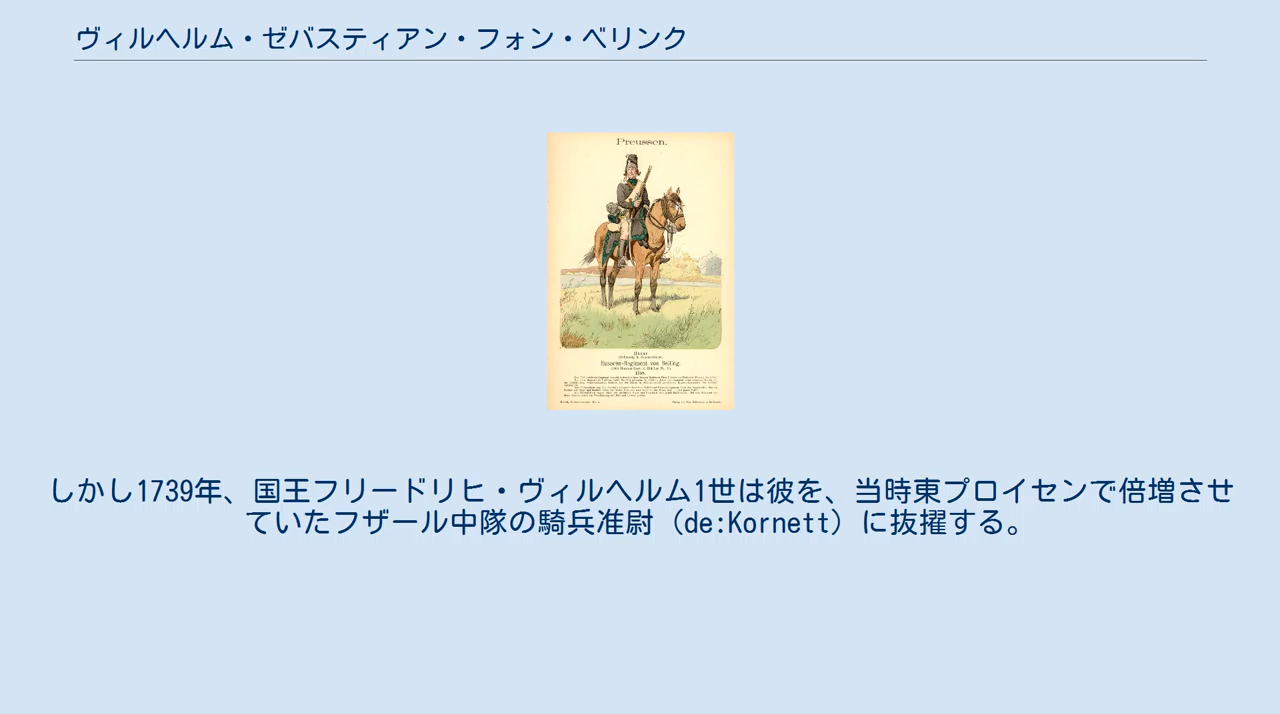 ヴィルヘルム・ゼバスティアン・フォン・ベリンク
Preussen.
Husaren-Regiment von Belling.
しかし1739年、国王フリードリヒ・ヴィルヘルム1世は彼を、当時東プロイセンで倍増させ
ていたフザール中隊の騎兵准尉（de:Kornett）に抜擢する。